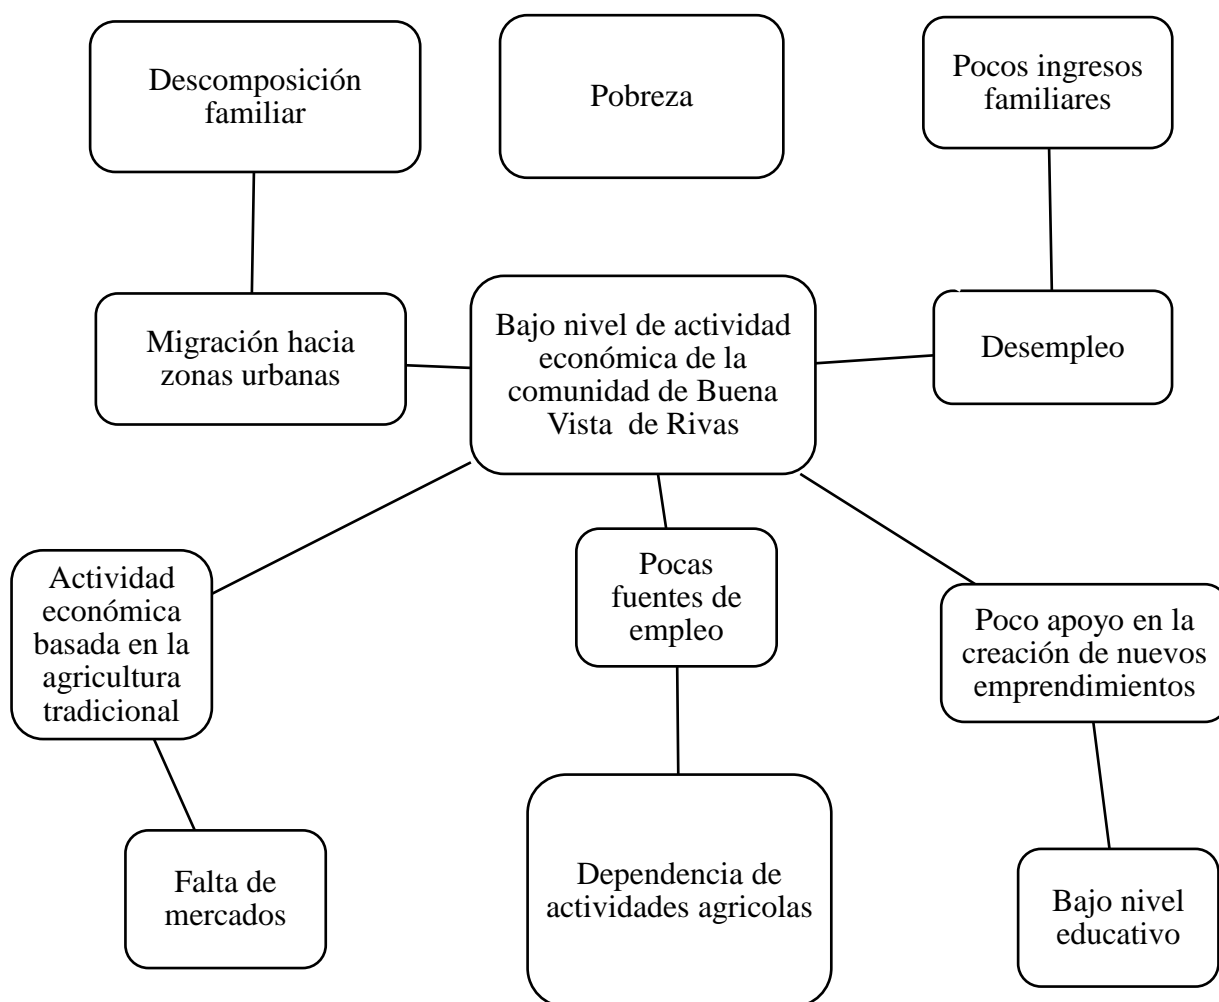 Descomposición
familiar
Pobreza
Pocos ingresos
familiares
Migración hacia
zonas urbanas
Bajo nivel de actividad
económica de la
comunidad de Buena
Vista  de Rivas
Desempleo
Actividad
económica
basada en la
agricultura
tradicional
Pocas
fuentes de
empleo
Poco apoyo en la
creación de nuevos
emprendimientos
Falta de
mercados
Dependencia de
actividades agricolas
Bajo nivel
educativo